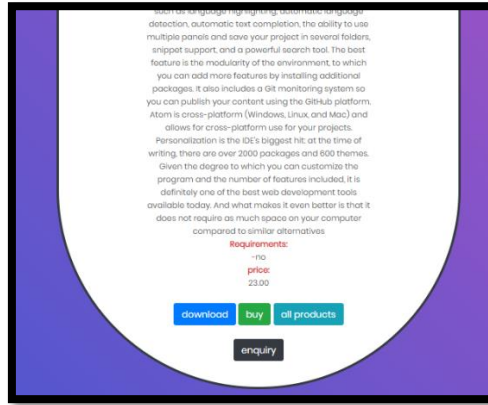 such as language highlighting, automatic language
detection, automatic text completion, the ability to use
multiple panels and save your project in several folders,
snippet support, and a powerful search tool. The best
feature is the modularity of the environment, to which
you can add more features by installing additional
packages. It also includes a Git monitoring system so
you can publish your content using the GitHub platform.
Atom is cross-platform (Windows, Linux, and Mac) and
allows for cross-platform use for your projects.
Personalization is the IDE's biggest hit; at the time of
writing, there are over 2000 packages and 600 themes.
Given the degree to which you can customize the
program and the number of features included, it is
definitely one of the best web development tools
available today. And what makes it even better is that it
does not require as much space on your computer
compared to similar alternatives
Requirements:
-no
price:
23.00
download buy all products
enquiry